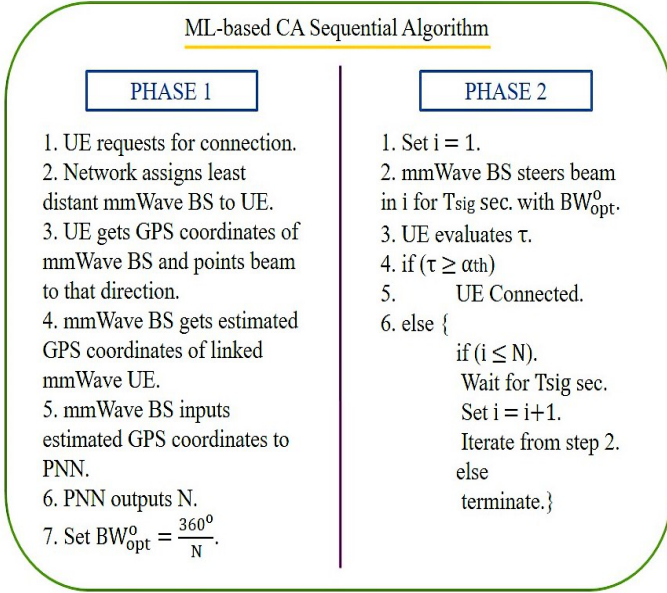 ML-based CA Sequential Algorithm
PHASE 1
1. UE requests for connection.
2. Network assigns least
distant mmWave BS to UE.
3. UE gets GPS coordinates of
mmWave BS and points beam
to that direction.
4. mmWave BS gets estimated
GPS coordinates of linked
mmWave UE.
5. mmWave BS inputs
estimated GPS coordinates to
PNN.
6. PNN outputs N.
7. Set BW°opt = 360°/N.
PHASE 2
1. Set i = 1.
2. mmWave BS steers beam
in i for Tsig sec. with BW°opt.
3. UE evaluates τ.
4. if (τ ≥ αth)
5. UE Connected.
6. else {
if (i ≤ N).
Wait for Tsig sec.
Set i = i+1.
Iterate from step 2.
else
terminate.}